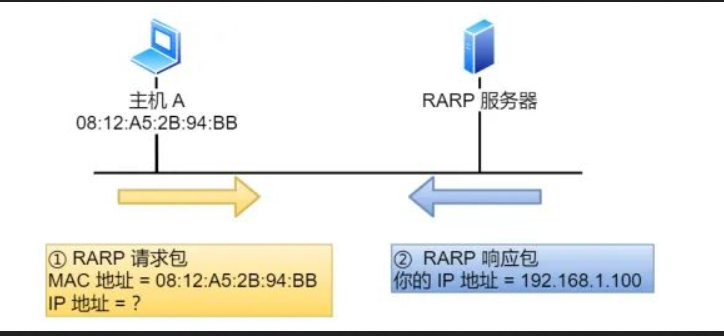 主机 A
08:12:A5:2B:94:BB
RARP 服务器
① RARP 请求包
MAC 地址 = 08:12:A5:2B:94:BB
IP 地址 = ?
② RARP 响应包
你的 IP 地址 = 192.168.1.100